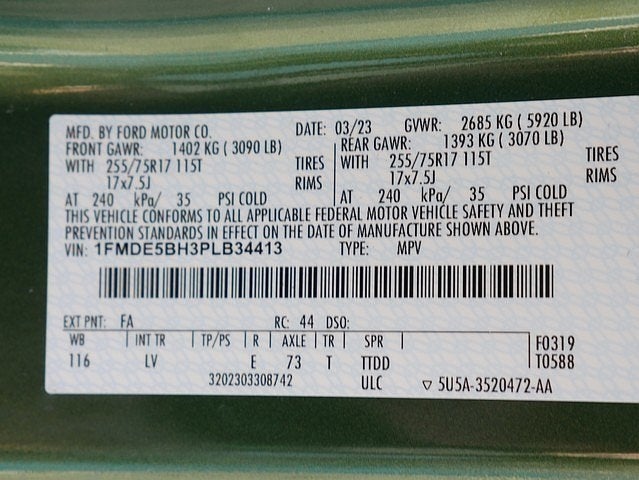 MFD. BY FORD MOTOR CO. DATE: 03/23 GVWR: 2685 KG ( 5920 LB)
FRONT GAWR: 1402 KG ( 3090 LB) REAR GAWR: 1393 KG ( 3070 LB)
WITH 255/75R17 115T TIRES WITH 255/75R17 115T TIRES
17x7.5J RIMS 17x7.5J RIMS
AT 240 kPa/ 35 PSI COLD AT 240 kPa/ 35 PSI COLD
THIS VEHICLE CONFORMS TO ALL APPLICABLE FEDERAL MOTOR VEHICLE SAFETY AND THEFT
PREVENTION STANDARDS IN EFFECT ON THE DATE OF MANUFACTURE SHOWN ABOVE.
VIN: 1FMDE5BH3PLB34413 TYPE: MPV
EXT PNT: FA RC: 44 DSO:
WB INT TR TP/PS R AXLE TR SPR F0319
116 LV E 73 T TTDD T0588
3202303308742 ULC ▽ 5U5A-3520472-AA